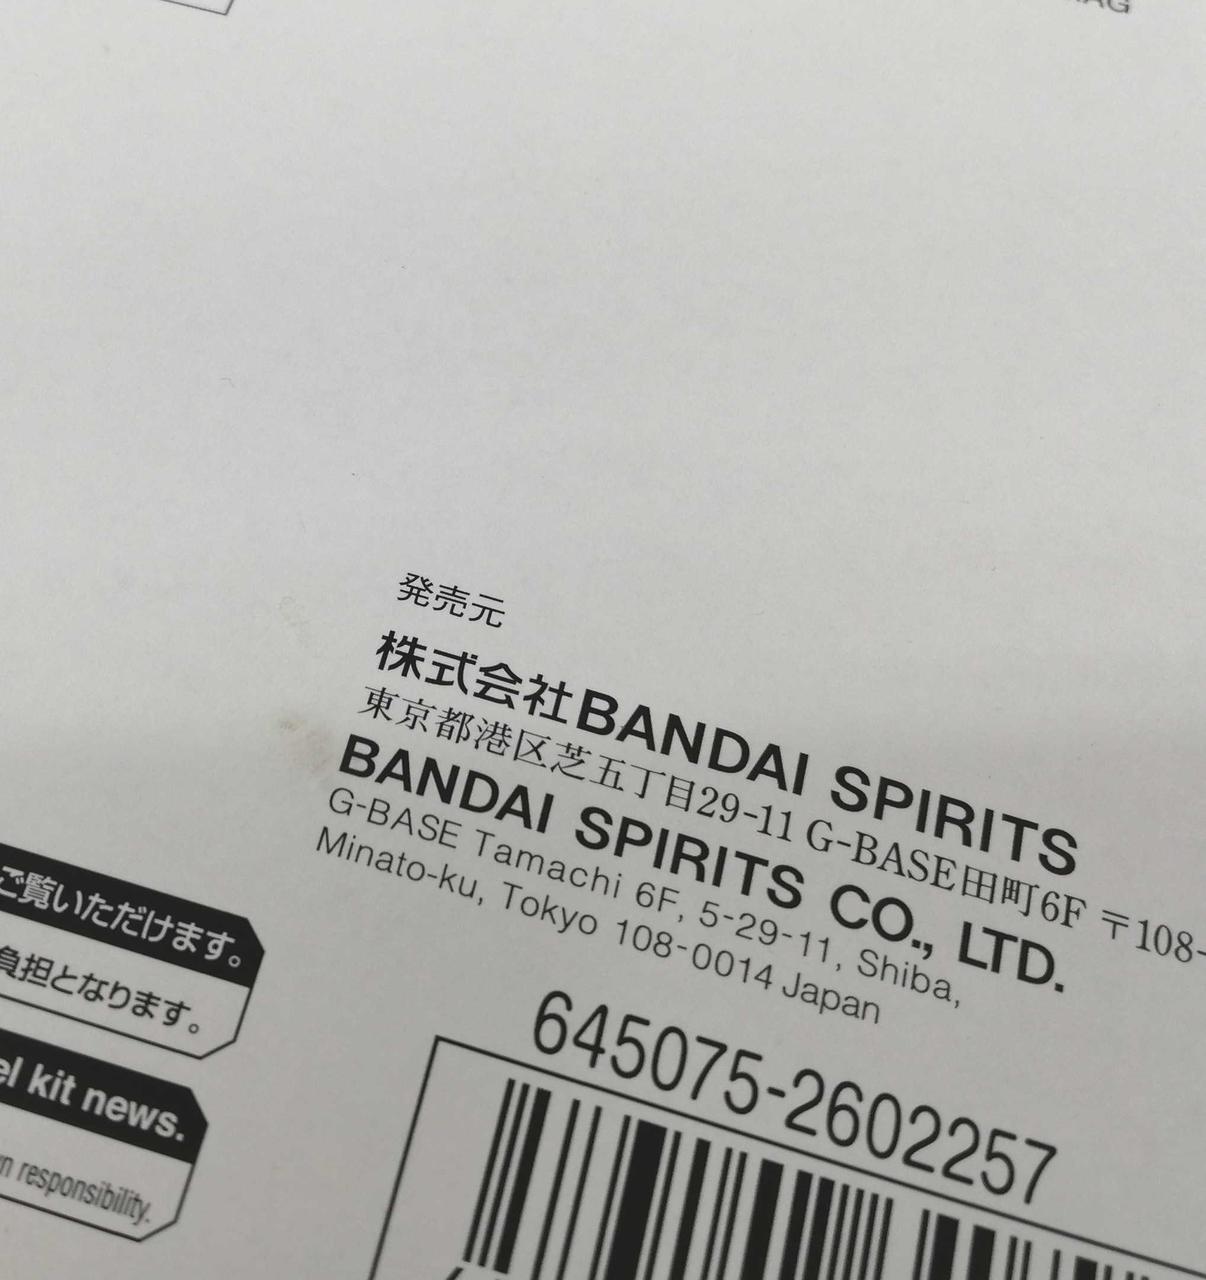 発売元
株式会社BANDAI SPIRITS
東京都港区芝五丁目29-11 G-BASE田町6F 〒108-
BANDAI SPIRITS CO., LTD.
G-BASE Tamachi 6F, 5-29-11, Shiba,
Minato-ku, Tokyo 108-0014 Japan
645075-2602257
ご覧いただけます。
負担となります。
kit news.
responsibility.